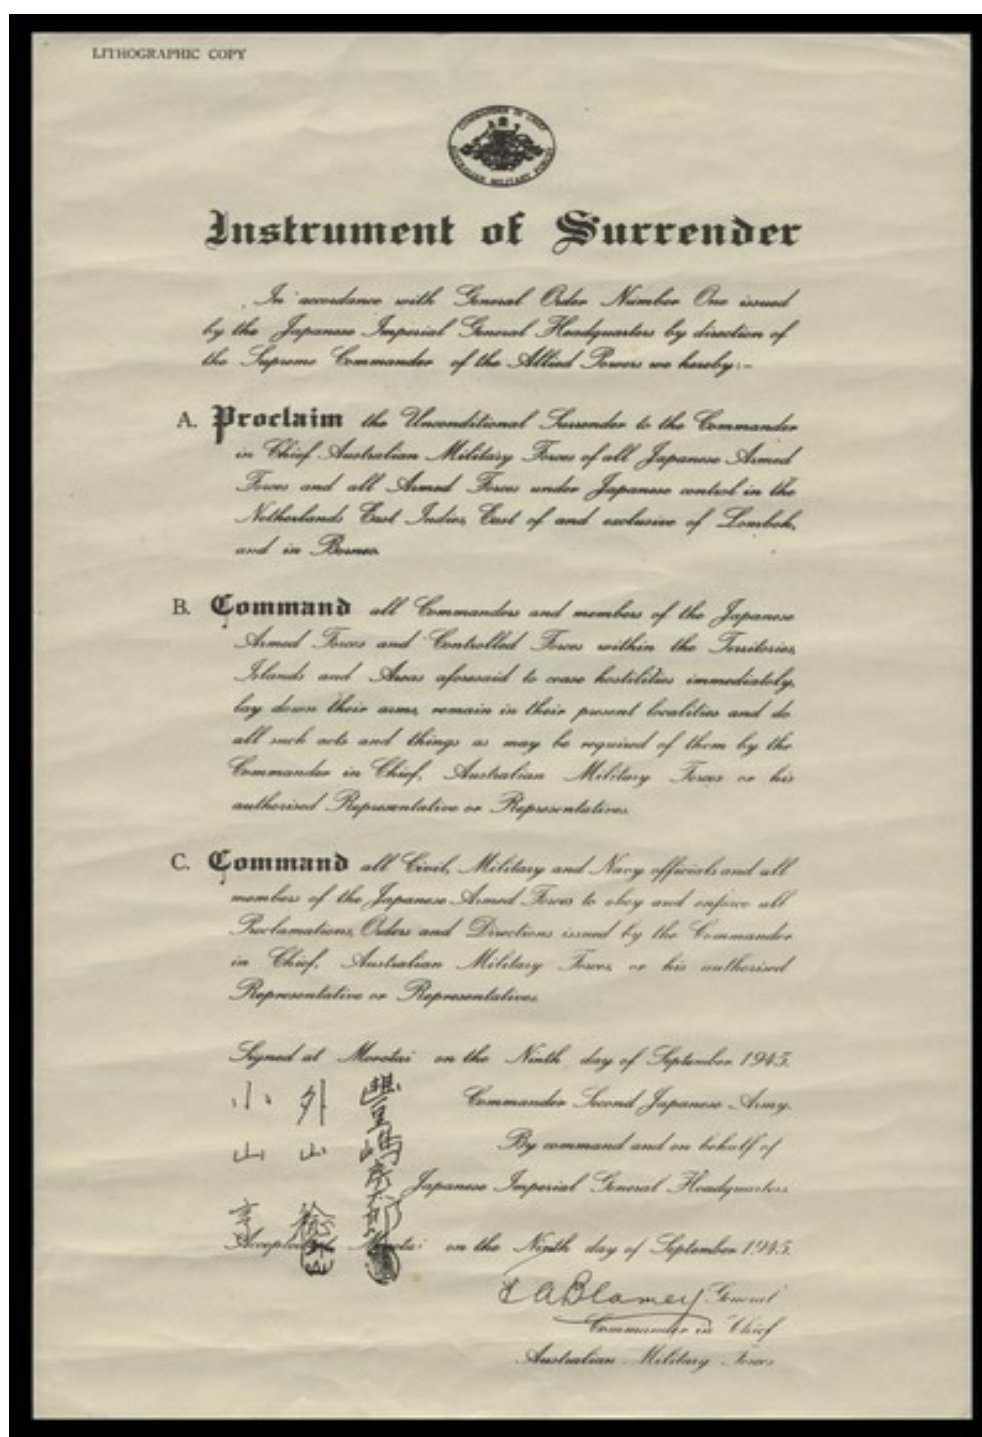 LITHOGRAPHIC COPY
COMMANDER IN CHIEF
AUSTRALIAN MILITARY FORCES
Instrument of Surrender
In accordance with General Order Number One issued
by the Japanese Imperial General Headquarters by direction of
the Supreme Commander of the Allied Powers we hereby:-
A. Proclaim the Unconditional Surrender to the Commander
in Chief Australian Military Forces of all Japanese Armed
Forces and all Armed Forces under Japanese control in the
Netherlands East Indies, East of and exclusive of Lombok,
and in Borneo.
B. Command all Commanders and members of the Japanese
Armed Forces and Controlled Forces within the Territories,
Islands and Areas aforesaid to cease hostilities immediately,
lay down their arms, remain in their present localities and do
all such acts and things as may be required of them by the
Commander in Chief, Australian Military Forces or his
authorised Representative or Representatives.
C. Command all Civil, Military and Navy officials and all
members of the Japanese Armed Forces to obey and enforce all
Proclamations, Orders and Directions issued by the Commander
in Chief, Australian Military Forces, or his authorised
Representative or Representatives.
Signed at Morotai on the Ninth day of September 1945.
豊嶋房太郎
外山
小山亨
Commander Second Japanese Army.
By command and on behalf of
Japanese Imperial General Headquarters.
Accepted at Morotai on the Ninth day of September 1945.
T A Blamey General
Commander in Chief
Australian Military Forces